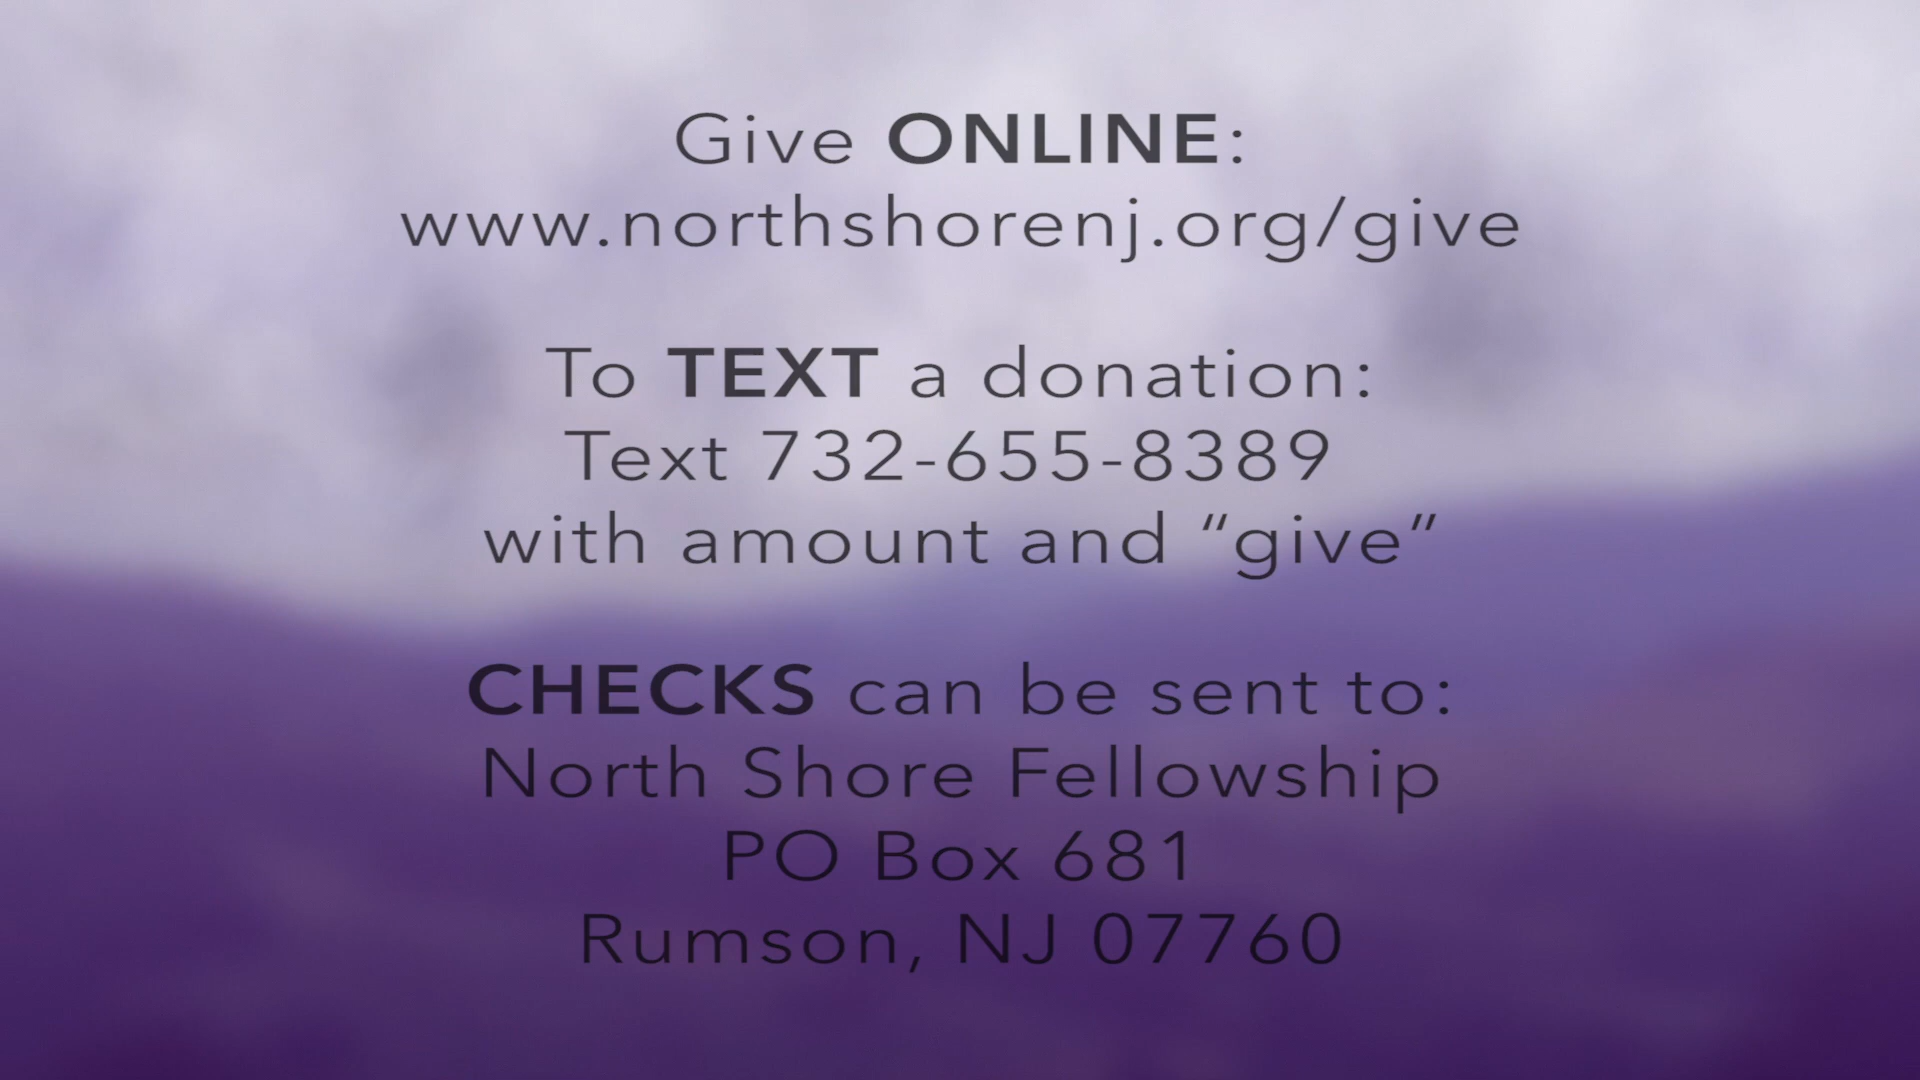 Give ONLINE:
www.northshorenj.org/give
To TEXT a donation:
Text 732-655-8389
with amount and “give”
CHECKS can be sent to:
North Shore Fellowship
PO Box 681
Rumson, NJ 07760